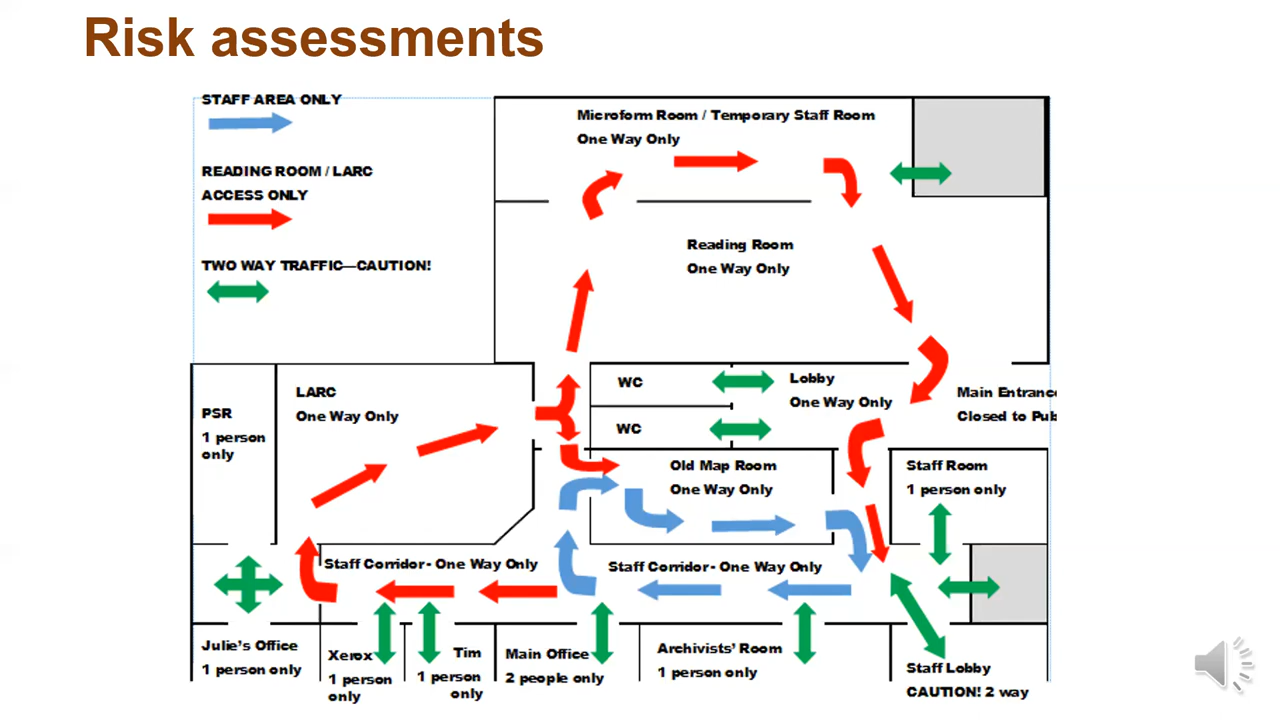 Risk assessments
STAFF AREA ONLY
READING ROOM / LARC
ACCESS ONLY
TWO WAY TRAFFIC—CAUTION!
Microform Room / Temporary Staff Room
One Way Only
Reading Room
One Way Only
PSR
1 person
only
LARC
One Way Only
WC
WC
Lobby
One Way Only
Main Entranc
Closed to Pub
Old Map Room
One Way Only
Staff Room
1 person only
Staff Corridor - One Way Only
Staff Corridor - One Way Only
Julie's Office
1 person only
Xerox
1 person
only
Tim
1 person
only
Main Office
2 people only
Archivists' Room
1 person only
Staff Lobby
CAUTION! 2 way